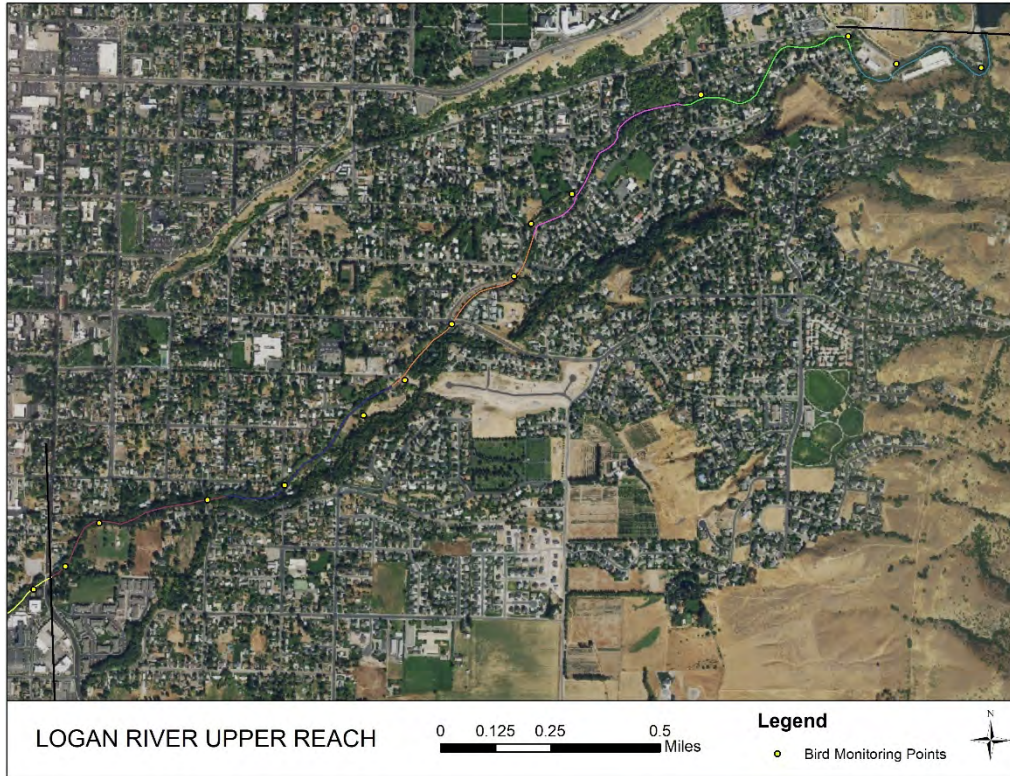 LOGAN RIVER UPPER REACH
0 0.125 0.25 0.5
Miles
Legend
Bird Monitoring Points
N